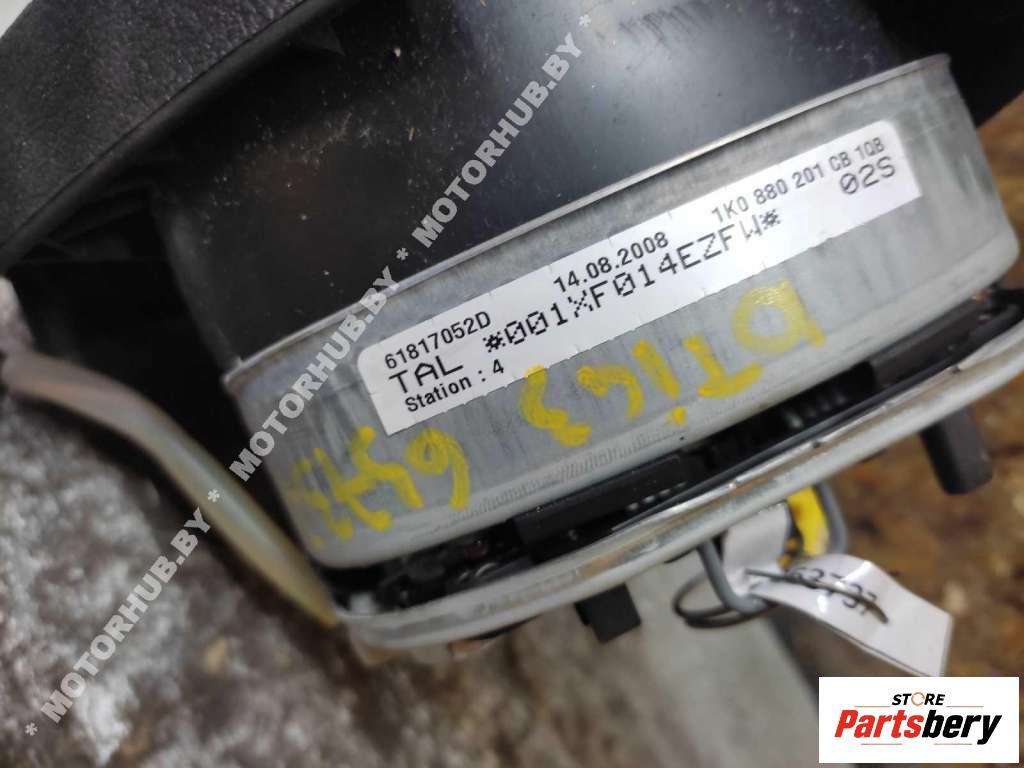 61817052D 14.08.2008 1K0 880 201 CB 1QB
TAL *001XF014EZFW* 02S
Station : 4
* MOTORHUB.BY * MOTORHUB.BY * MOTORHUB.BY *
STORE
Partsbery